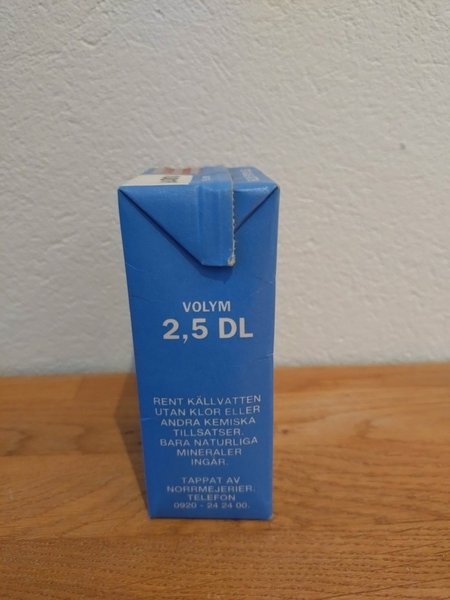 VOLYM
2,5 DL
RENT KÄLLVATTEN
UTAN KLOR ELLER
ANDRA KEMISKA
TILLSATSER.
BARA NATURLIGA
MINERALER
INGÅR.
TAPPAT AV
NORRMEJERIER.
TELEFON
0920 - 24 24 00.